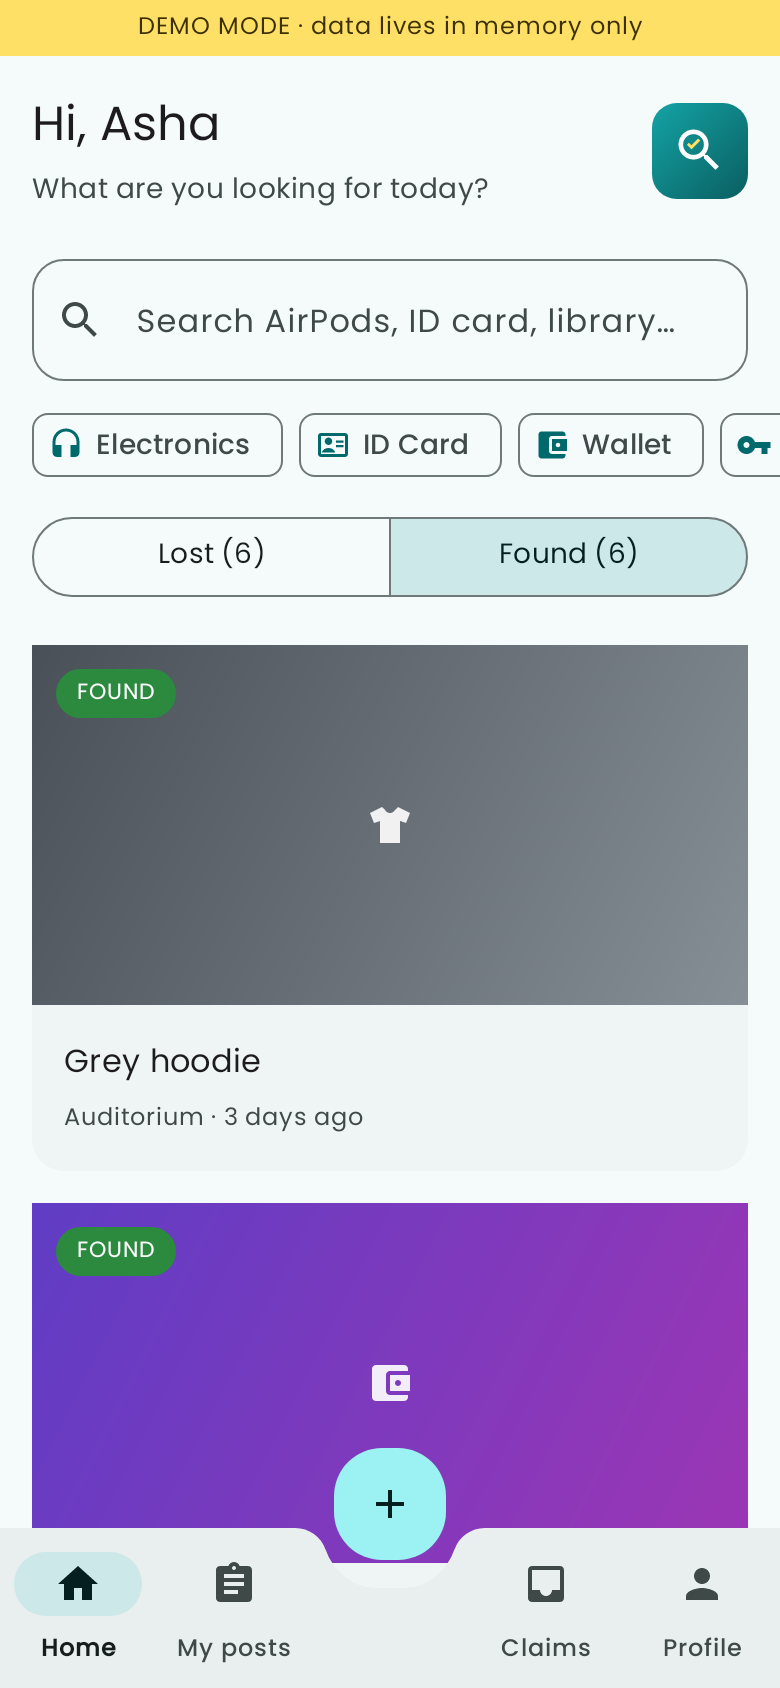 DEMO MODE · data lives in memory only
Hi, Asha
What are you looking for today?
Search AirPods, ID card, library…
Electronics
ID Card
Wallet
Lost (6)
Found (6)
FOUND
Grey hoodie
Auditorium · 3 days ago
FOUND
Home
My posts
Claims
Profile